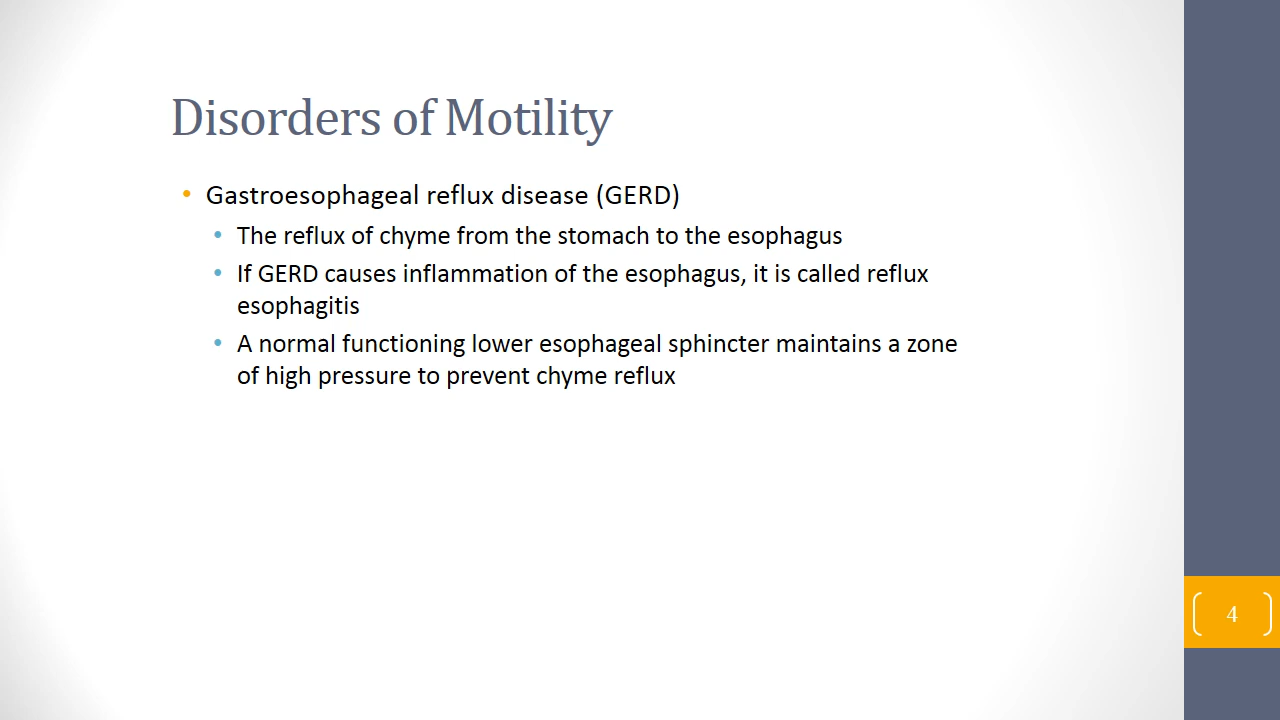 Disorders of Motility
• Gastroesophageal reflux disease (GERD)
• The reflux of chyme from the stomach to the esophagus
• If GERD causes inflammation of the esophagus, it is called reflux
esophagitis
• A normal functioning lower esophageal sphincter maintains a zone
of high pressure to prevent chyme reflux
4